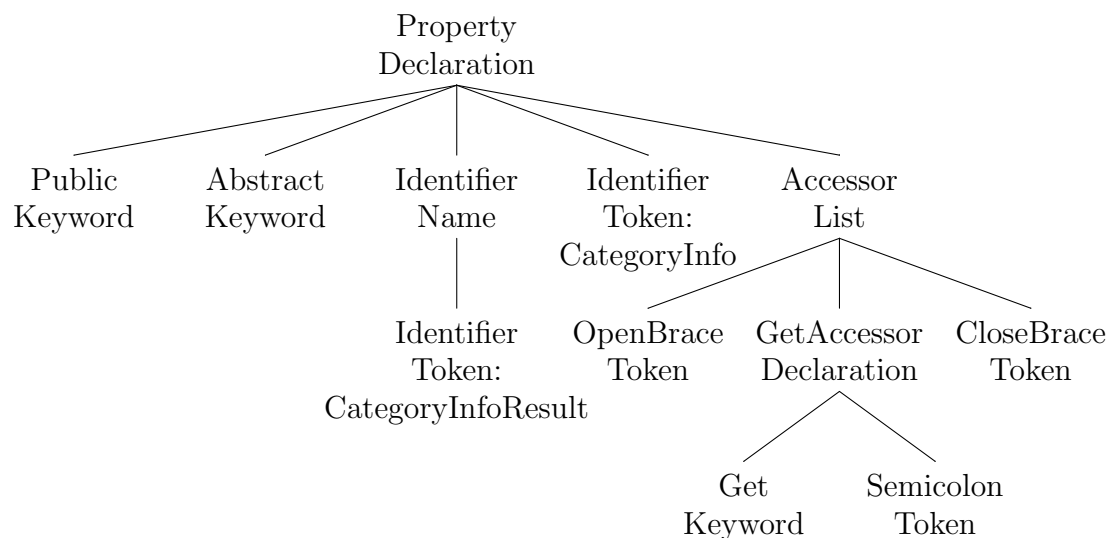 Property
Declaration
Public
Keyword
Abstract
Keyword
Identifier
Name
Identifier
Token:
CategoryInfo
Accessor
List
Identifier
Token:
CategoryInfoResult
OpenBrace
Token
GetAccessor
Declaration
CloseBrace
Token
Get
Keyword
Semicolon
Token